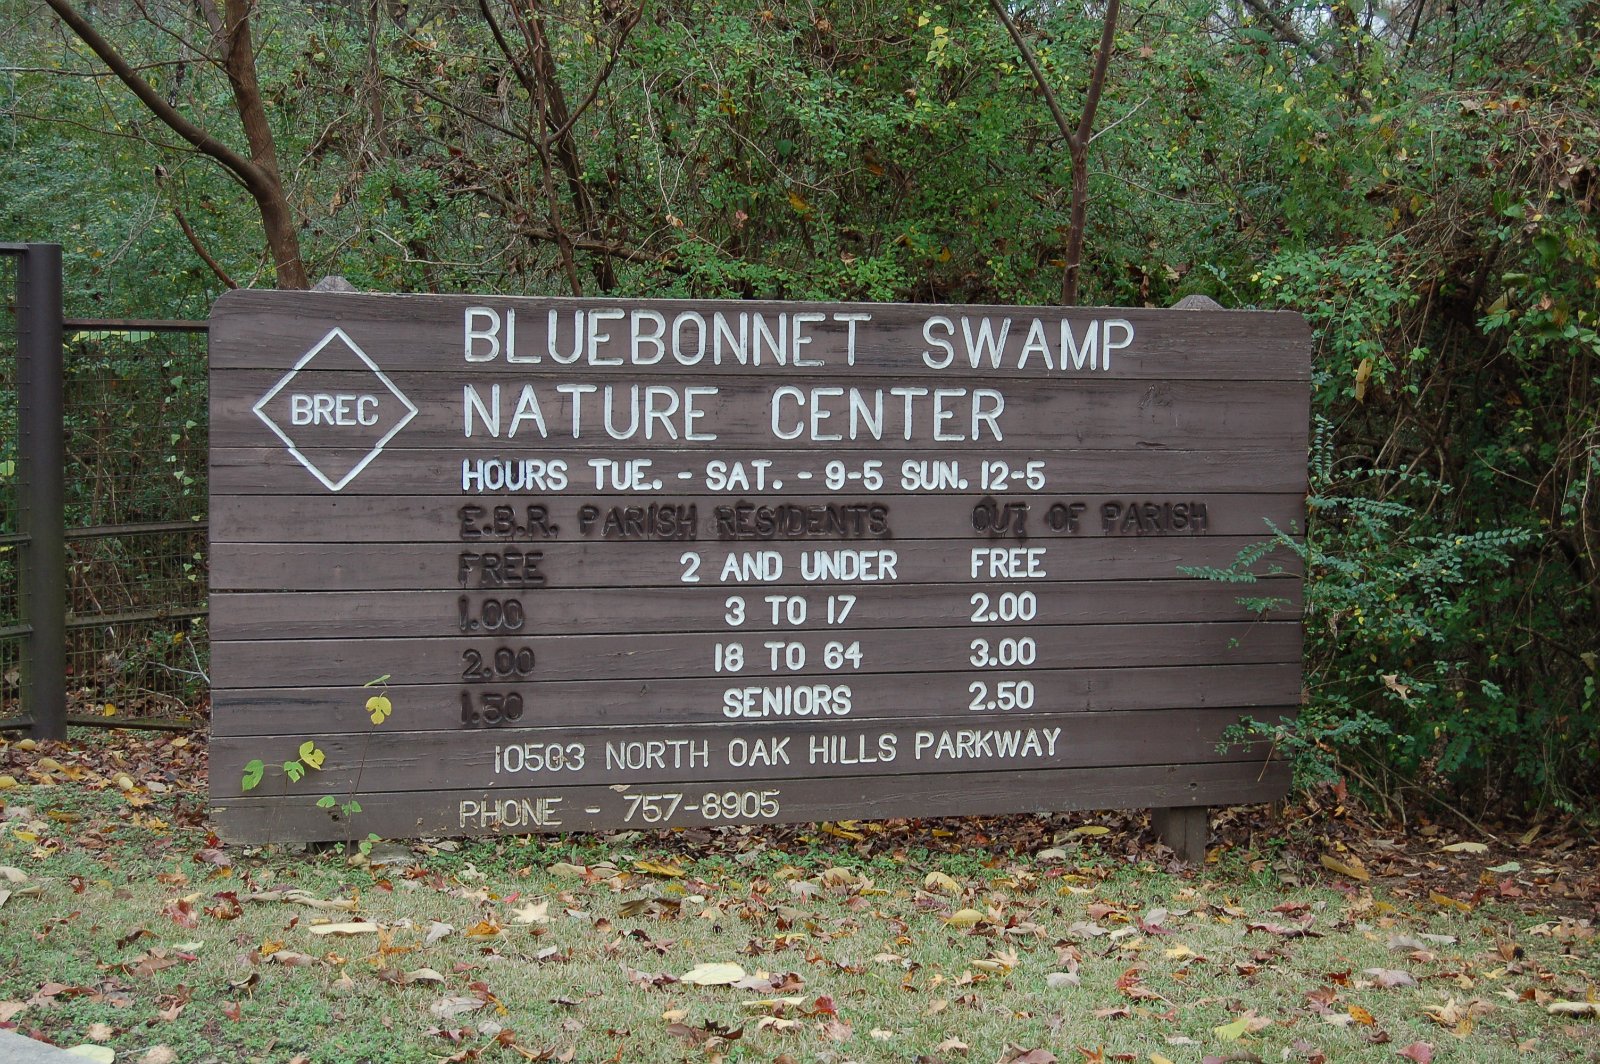 BREC
BLUEBONNET SWAMP
NATURE CENTER
HOURS TUE. - SAT. - 9-5 SUN. 12-5
E.B.R. PARISH RESIDENTS OUT OF PARISH
FREE 2 AND UNDER FREE
1.00 3 TO 17 2.00
2.00 18 TO 64 3.00
1.50 SENIORS 2.50
10503 NORTH OAK HILLS PARKWAY
PHONE - 757-8905